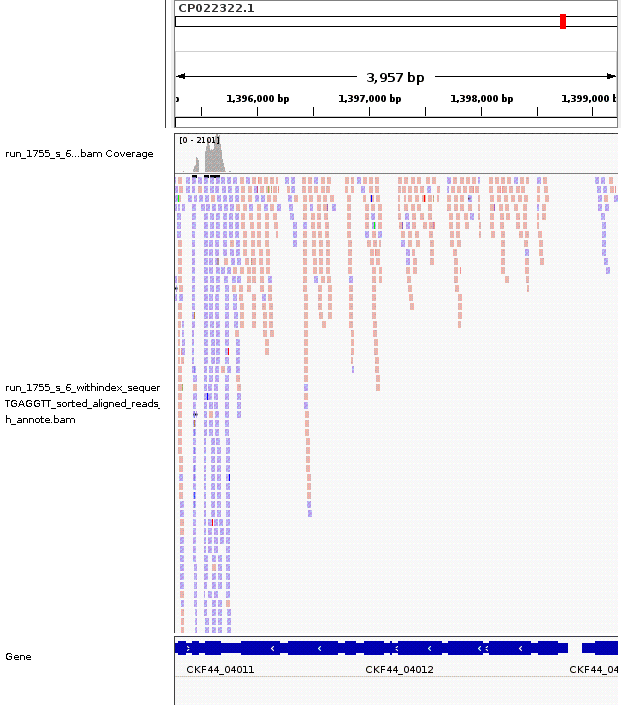 CP022322.1
3,957 bp
1,396,000 bp
1,397,000 bp
1,398,000 bp
1,399,000
[0 - 2101]
run_1755_s_6...bam Coverage
run_1755_s_6_withindex_sequer
TGAGGTT_sorted_aligned_reads_
h_annote.bam
Gene
CKF44_04011
CKF44_04012
CKF44_04